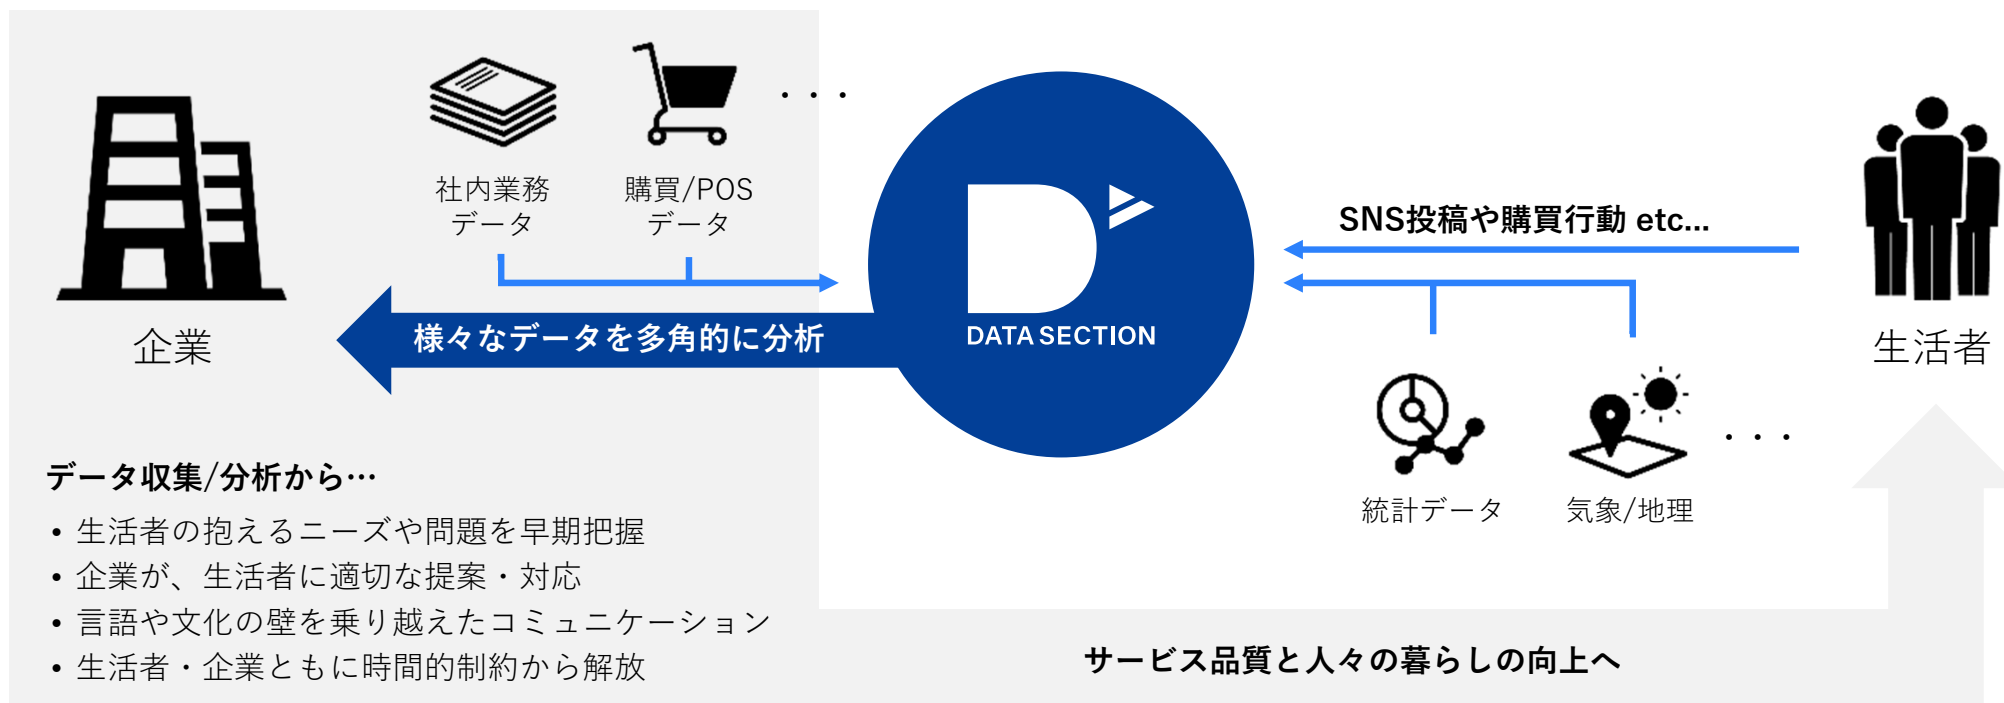 社内業務
データ
購買/POS
データ
・・・
企業
様々なデータを多角的に分析
DATA SECTION
SNS投稿や購買行動 etc...
生活者
統計データ
気象/地理
・・・
データ収集/分析から…
• 生活者の抱えるニーズや問題を早期把握
• 企業が、生活者に適切な提案・対応
• 言語や文化の壁を乗り越えたコミュニケーション
• 生活者・企業ともに時間的制約から解放
サービス品質と人々の暮らしの向上へ